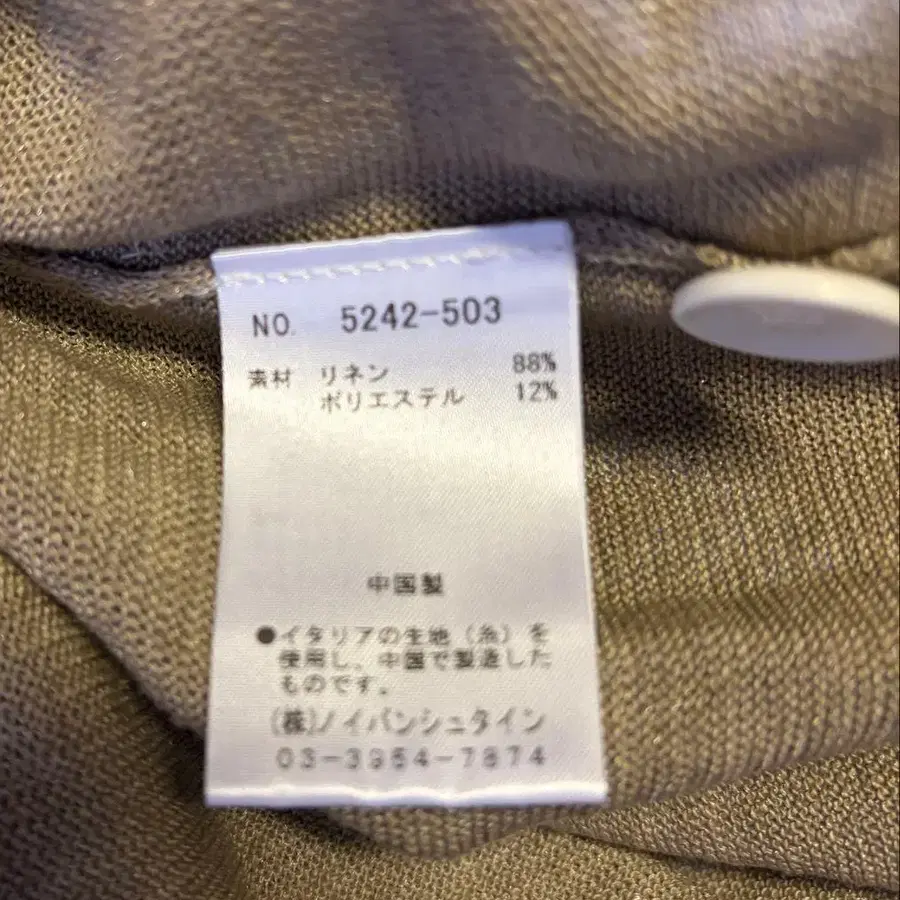 NO. 5242-503
素材 リネン 88%
ポリエステル 12%
中国製
●イタリアの生地(糸)を
使用し、中国で製造した
ものです。
(株)ノイバンシュタイン
03-3954-7874